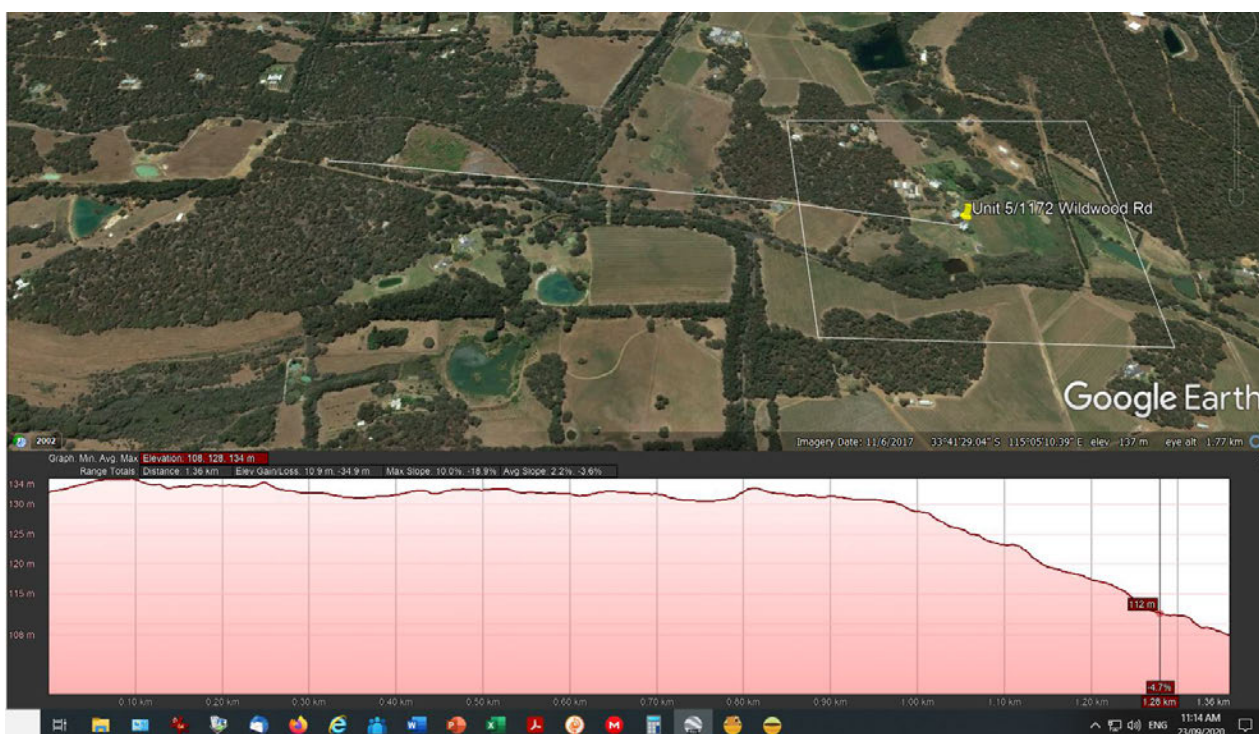 Unit 5/1172 Wildwood Rd
Google Earth
2002
Imagery Date: 11/6/2017 33°41'29.04" S 115°05'10.39" E elev 137 m eye alt 1.77 km
Graph: Min, Avg, Max Elevation: 108, 128, 134 m
Range Totals: Distance: 1.36 km Elev Gain/Loss: 10.9 m, -34.9 m Max Slope: 10.0%, -18.9% Avg Slope: 2.2%, -3.6%
134 m
130 m
125 m
120 m
115 m
112 m
108 m
-4.7%
0.10 km 0.20 km 0.30 km 0.40 km 0.50 km 0.60 km 0.70 km 0.80 km 0.90 km 1.00 km 1.10 km 1.20 km 1.28 km 1.36 km
ENG
11:14 AM
23/09/2020